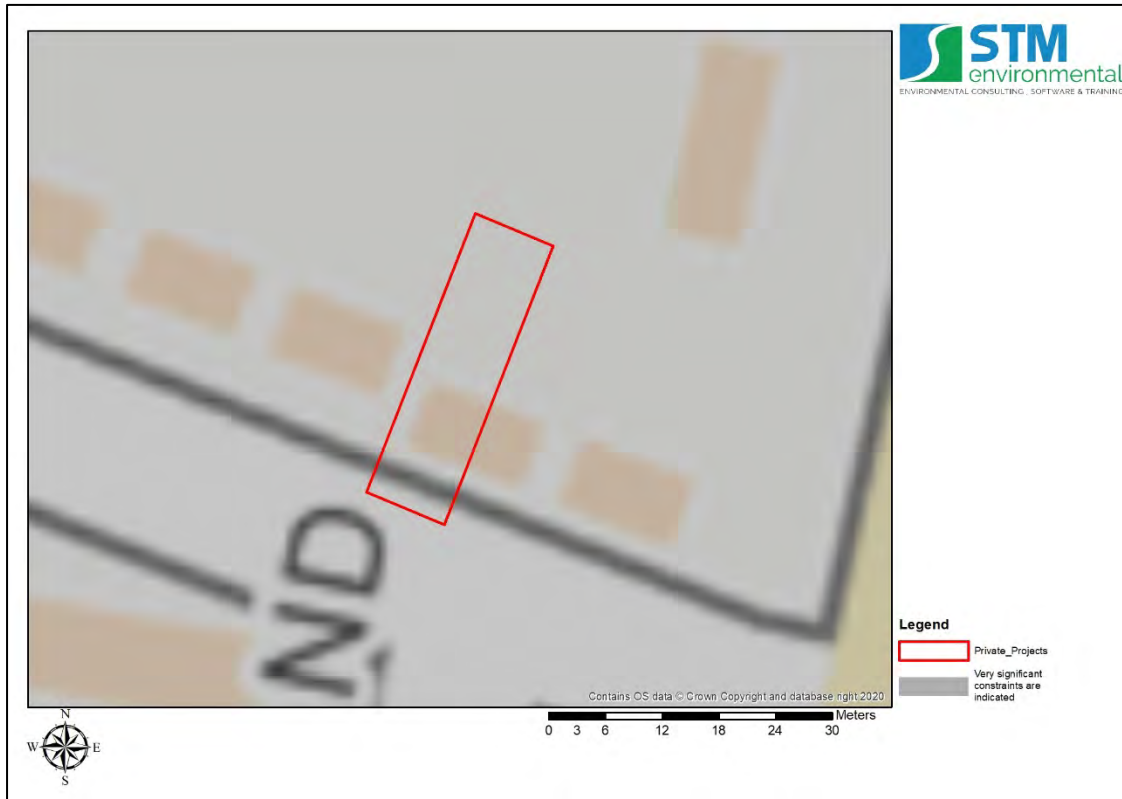 STM
environmental
ENVIRONMENTAL CONSULTING , SOFTWARE & TRAINING
ND
Contains OS data © Crown Copyright and database right 2020
Legend
Private_Projects
Very significant
constraints are
indicated
N
W E
S
Meters
0 3 6 12 18 24 30